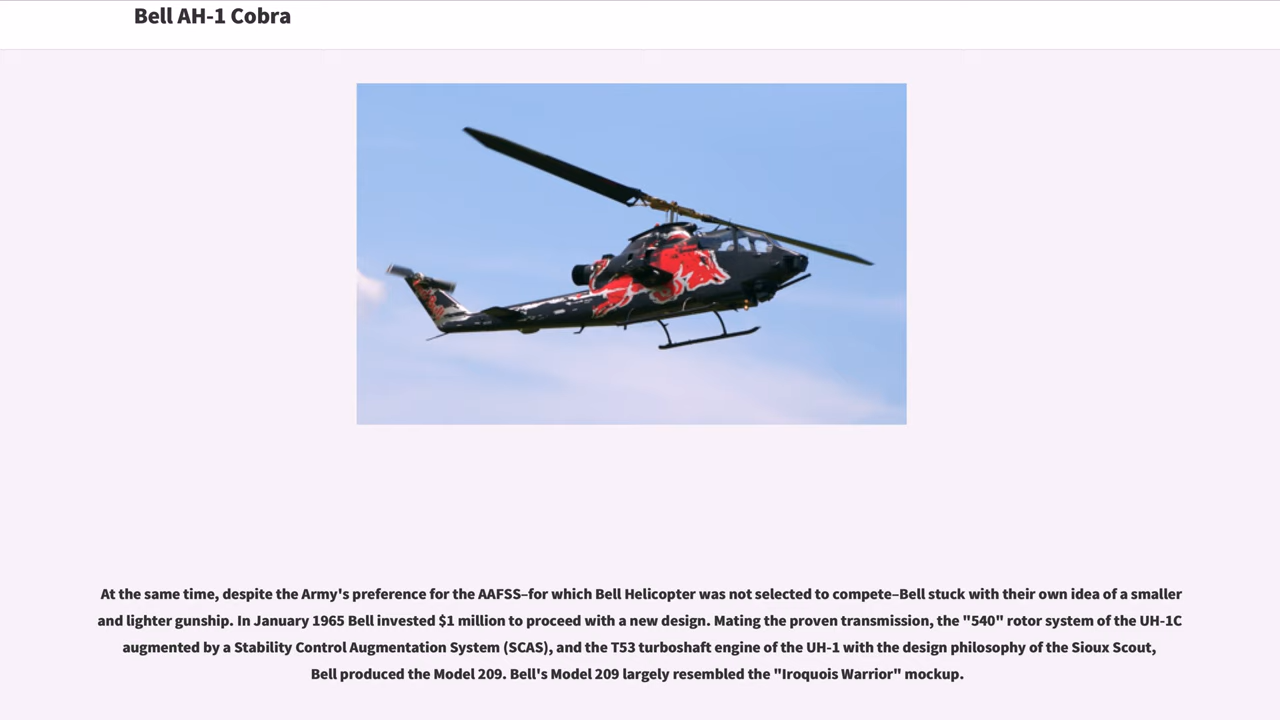 Bell AH-1 Cobra
At the same time, despite the Army's preference for the AAFSS–for which Bell Helicopter was not selected to compete–Bell stuck with their own idea of a smaller
and lighter gunship. In January 1965 Bell invested $1 million to proceed with a new design. Mating the proven transmission, the "540" rotor system of the UH-1C
augmented by a Stability Control Augmentation System (SCAS), and the T53 turboshaft engine of the UH-1 with the design philosophy of the Sioux Scout,
Bell produced the Model 209. Bell's Model 209 largely resembled the "Iroquois Warrior" mockup.